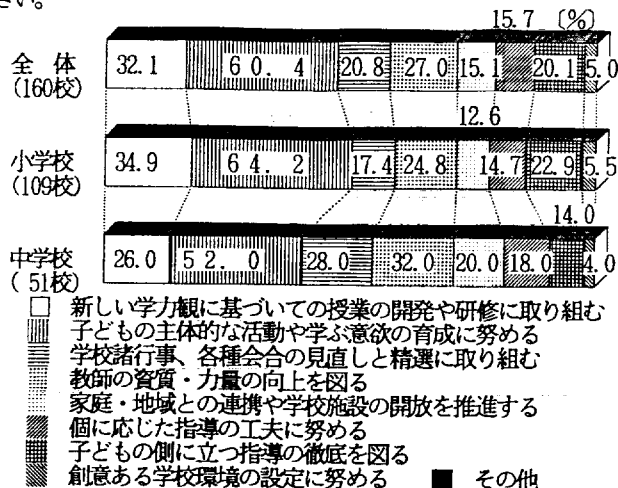 さい。
15.7 (%)
全 体 32.1 60.4 20.8 27.0 15.1 20.1 5.0
(160校)
12.6
小学校 34.9 64.2 17.4 24.8 14.7 22.9 5.5
(109校)
14.0
中学校 26.0 52.0 28.0 32.0 20.0 18.0 4.0
( 51校)
新しい学力観に基づいての授業の開発や研修に取り組む
子どもの主体的な活動や学ぶ意欲の育成に努める
学校諸行事、各種会合の見直しと精選に取り組む
教師の資質・力量の向上を図る
家庭・地域との連携や学校施設の開放を推進する
個に応じた指導の工夫に努める
子どもの側に立つ指導の徹底を図る
創意ある学校環境の設定に努める その他